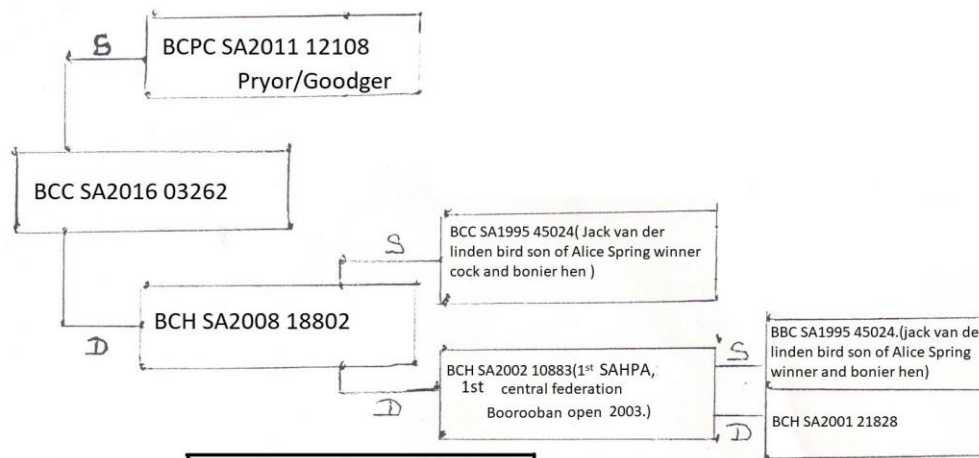 S
BCPC SA2011 12108
Pryor/Goodger
BCC SA2016 03262
D
BCH SA2008 18802
S
BCC SA1995 45024( Jack van der
linden bird son of Alice Spring winner
cock and bonier hen )
D
BCH SA2002 10883(1st SAHPA,
1st central federation
Boorooban open 2003.)
S
BBC SA1995 45024.(jack van de
linden bird son of Alice Spring
winner and bonier hen)
D
BCH SA2001 21828